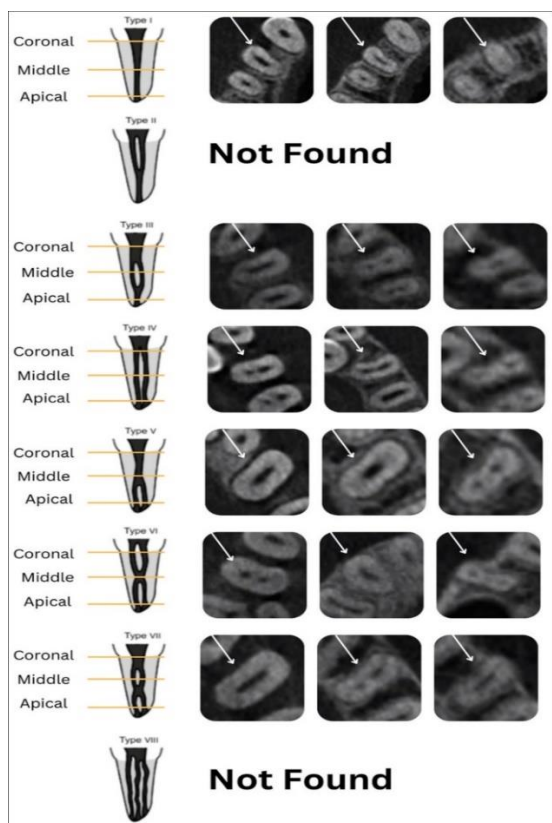 Type I
Coronal
Middle
Apical
Type II
Not Found
Type III
Coronal
Middle
Apical
Type IV
Coronal
Middle
Apical
Type V
Coronal
Middle
Apical
Type VI
Coronal
Middle
Apical
Type VII
Coronal
Middle
Apical
Type VIII
Not Found